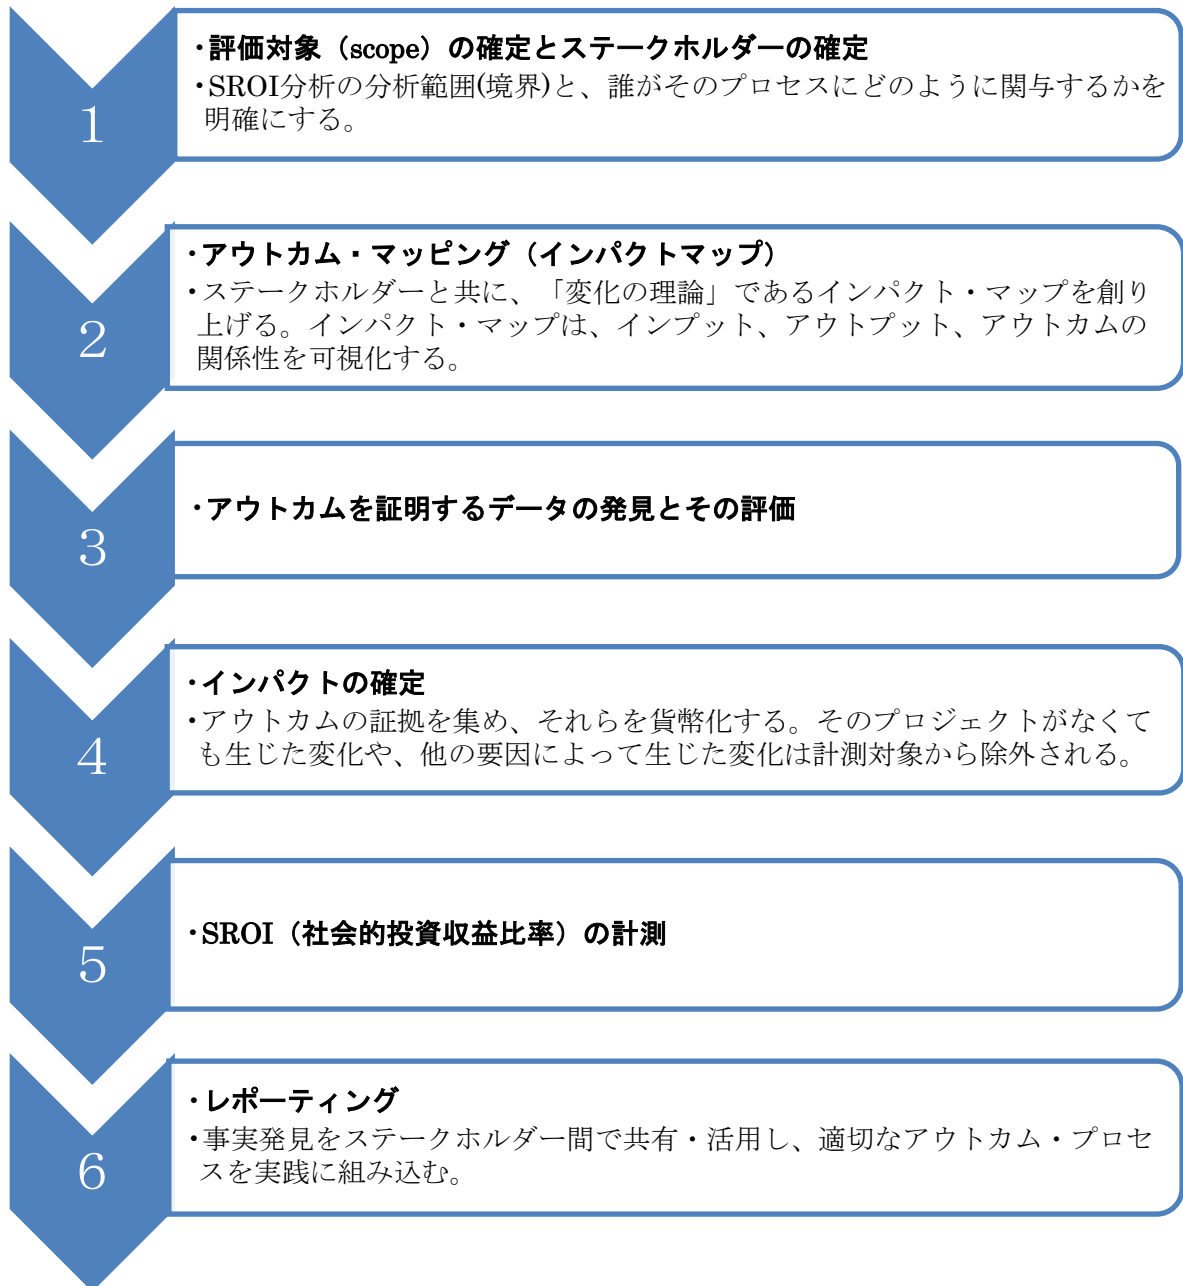 1
・評価対象（scope）の確定とステークホルダーの確定
・SROI分析の分析範囲(境界)と、誰がそのプロセスにどのように関与するかを
明確にする。
2
・アウトカム・マッピング（インパクトマップ）
・ステークホルダーと共に、「変化の理論」であるインパクト・マップを創り
上げる。インパクト・マップは、インプット、アウトプット、アウトカムの
関係性を可視化する。
3
・アウトカムを証明するデータの発見とその評価
4
・インパクトの確定
・アウトカムの証拠を集め、それらを貨幣化する。そのプロジェクトがなくて
も生じた変化や、他の要因によって生じた変化は計測対象から除外される。
5
・SROI（社会的投資収益比率）の計測
6
・レポーティング
・事実発見をステークホルダー間で共有・活用し、適切なアウトカム・プロセ
スを実践に組み込む。